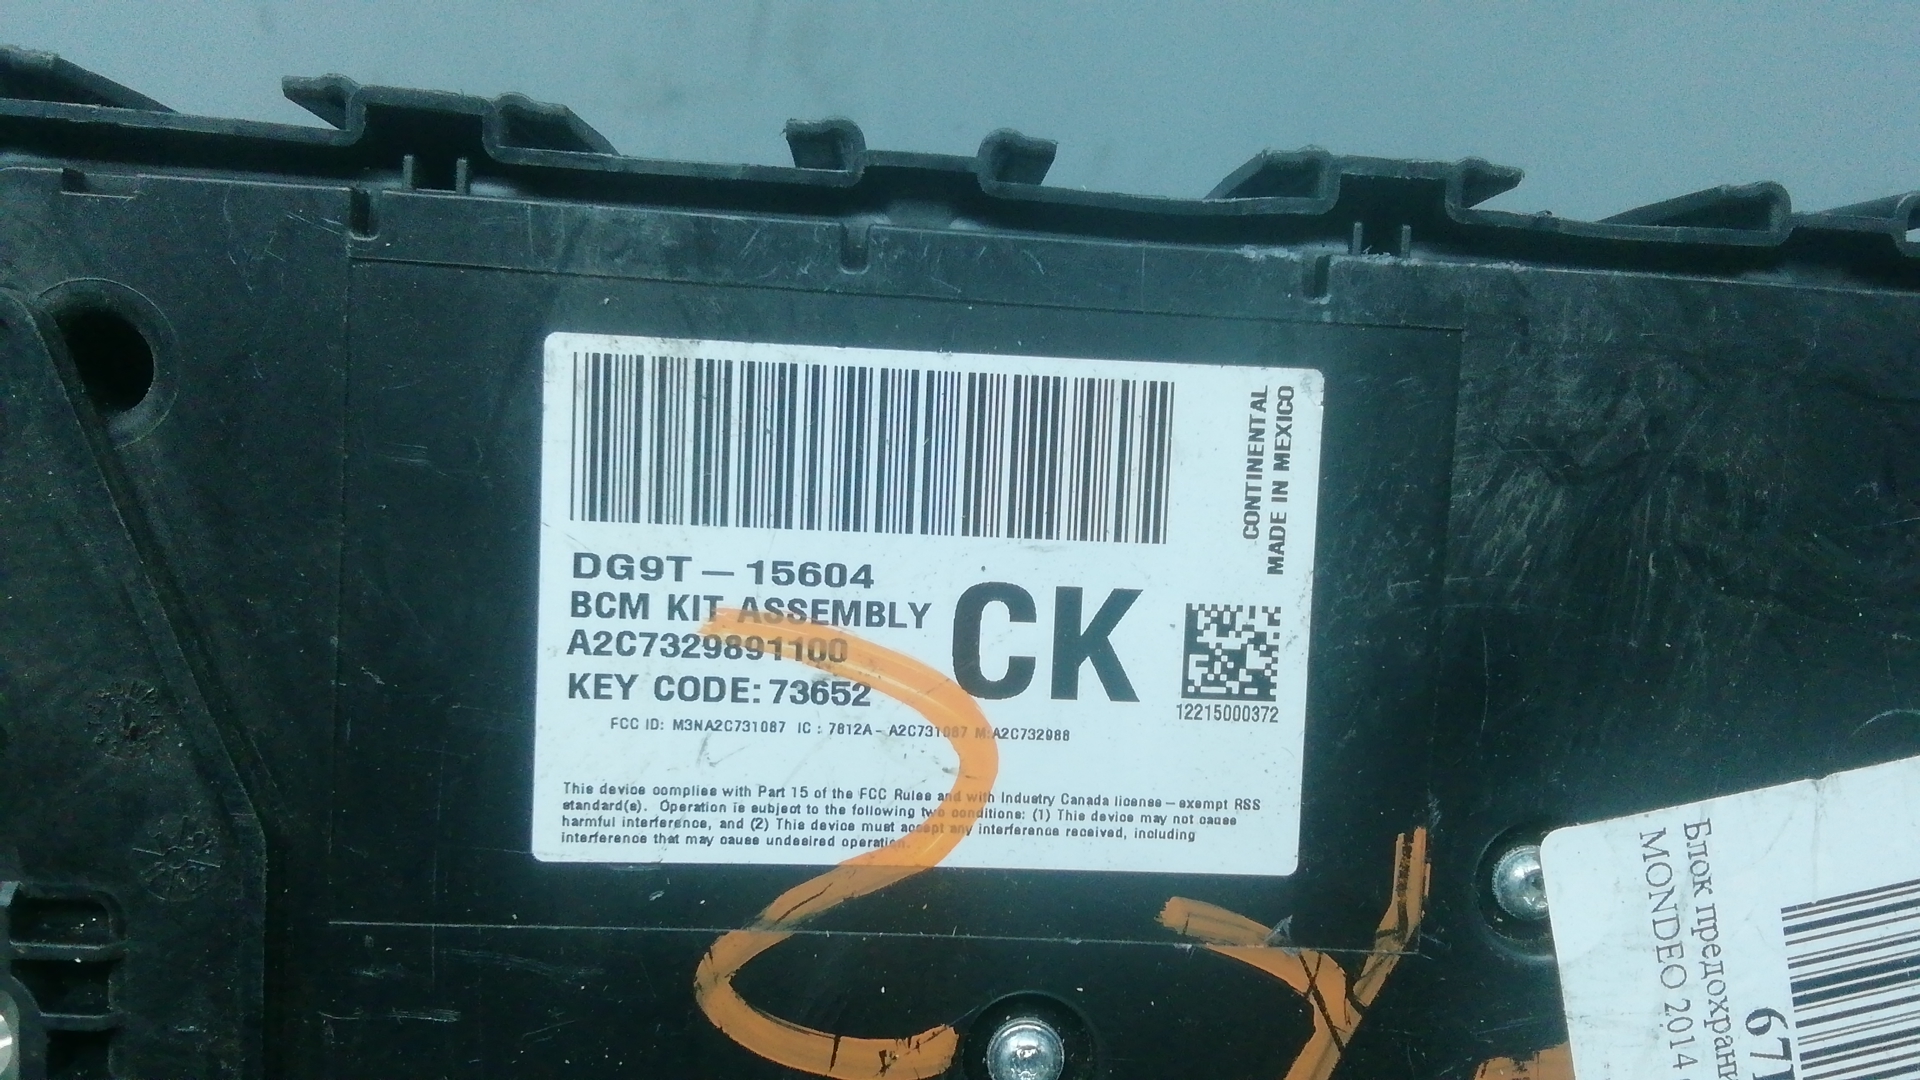 CONTINENTAL
MADE IN MEXICO
DG9T – 15604
BCM KIT ASSEMBLY
A2C7329891100
CK
KEY CODE: 73652
12215000372
FCC ID: M3NA2C731087 IC : 7812A - A2C731087 M:A2C732988
This device complies with Part 15 of the FCC Rules and with Industry Canada license – exempt RSS
standard(s). Operation is subject to the following two conditions: (1) This device may not cause
harmful interference, and (2) This device must accept any interference received, including
interference that may cause undesired operation.
Блок
MONDEO 2014